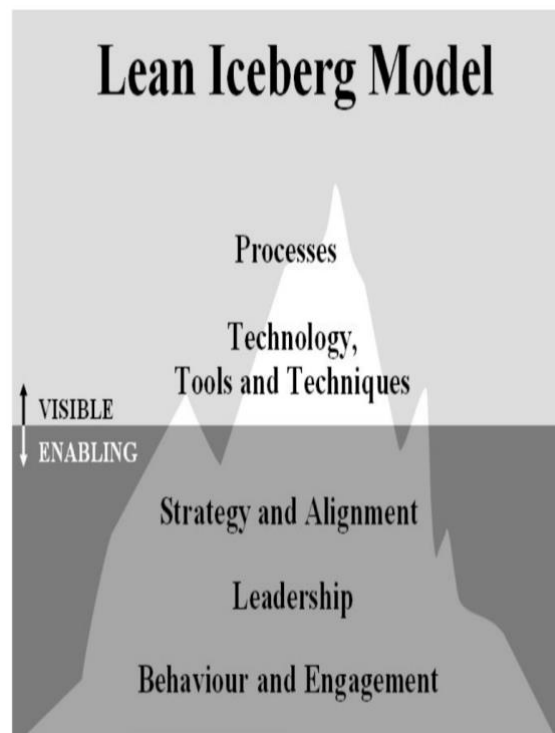 Lean Iceberg Model
Processes
Technology,
Tools and Techniques
VISIBLE
ENABLING
Strategy and Alignment
Leadership
Behaviour and Engagement